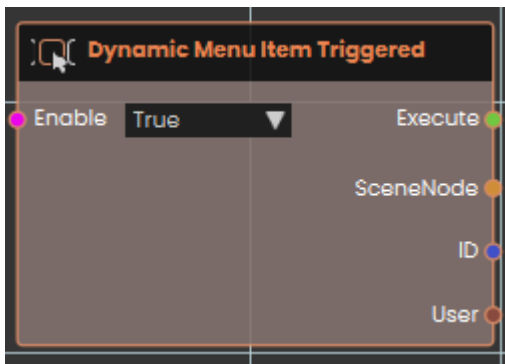 Dynamic Menu Item Triggered
Enable True Execute
SceneNode
ID
User